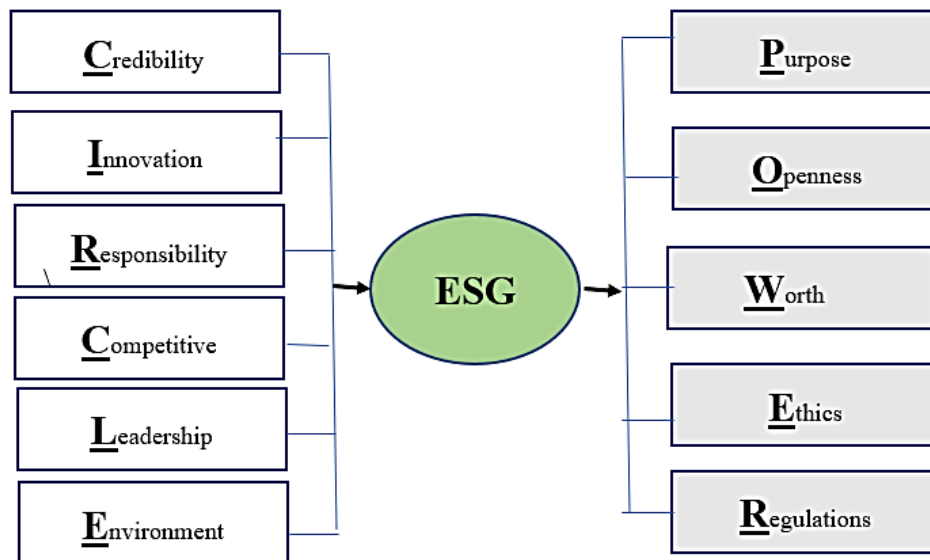 Credibility
Innovation
Responsibility
Competitive
Leadership
Environment
ESG
Purpose
Openness
Worth
Ethics
Regulations